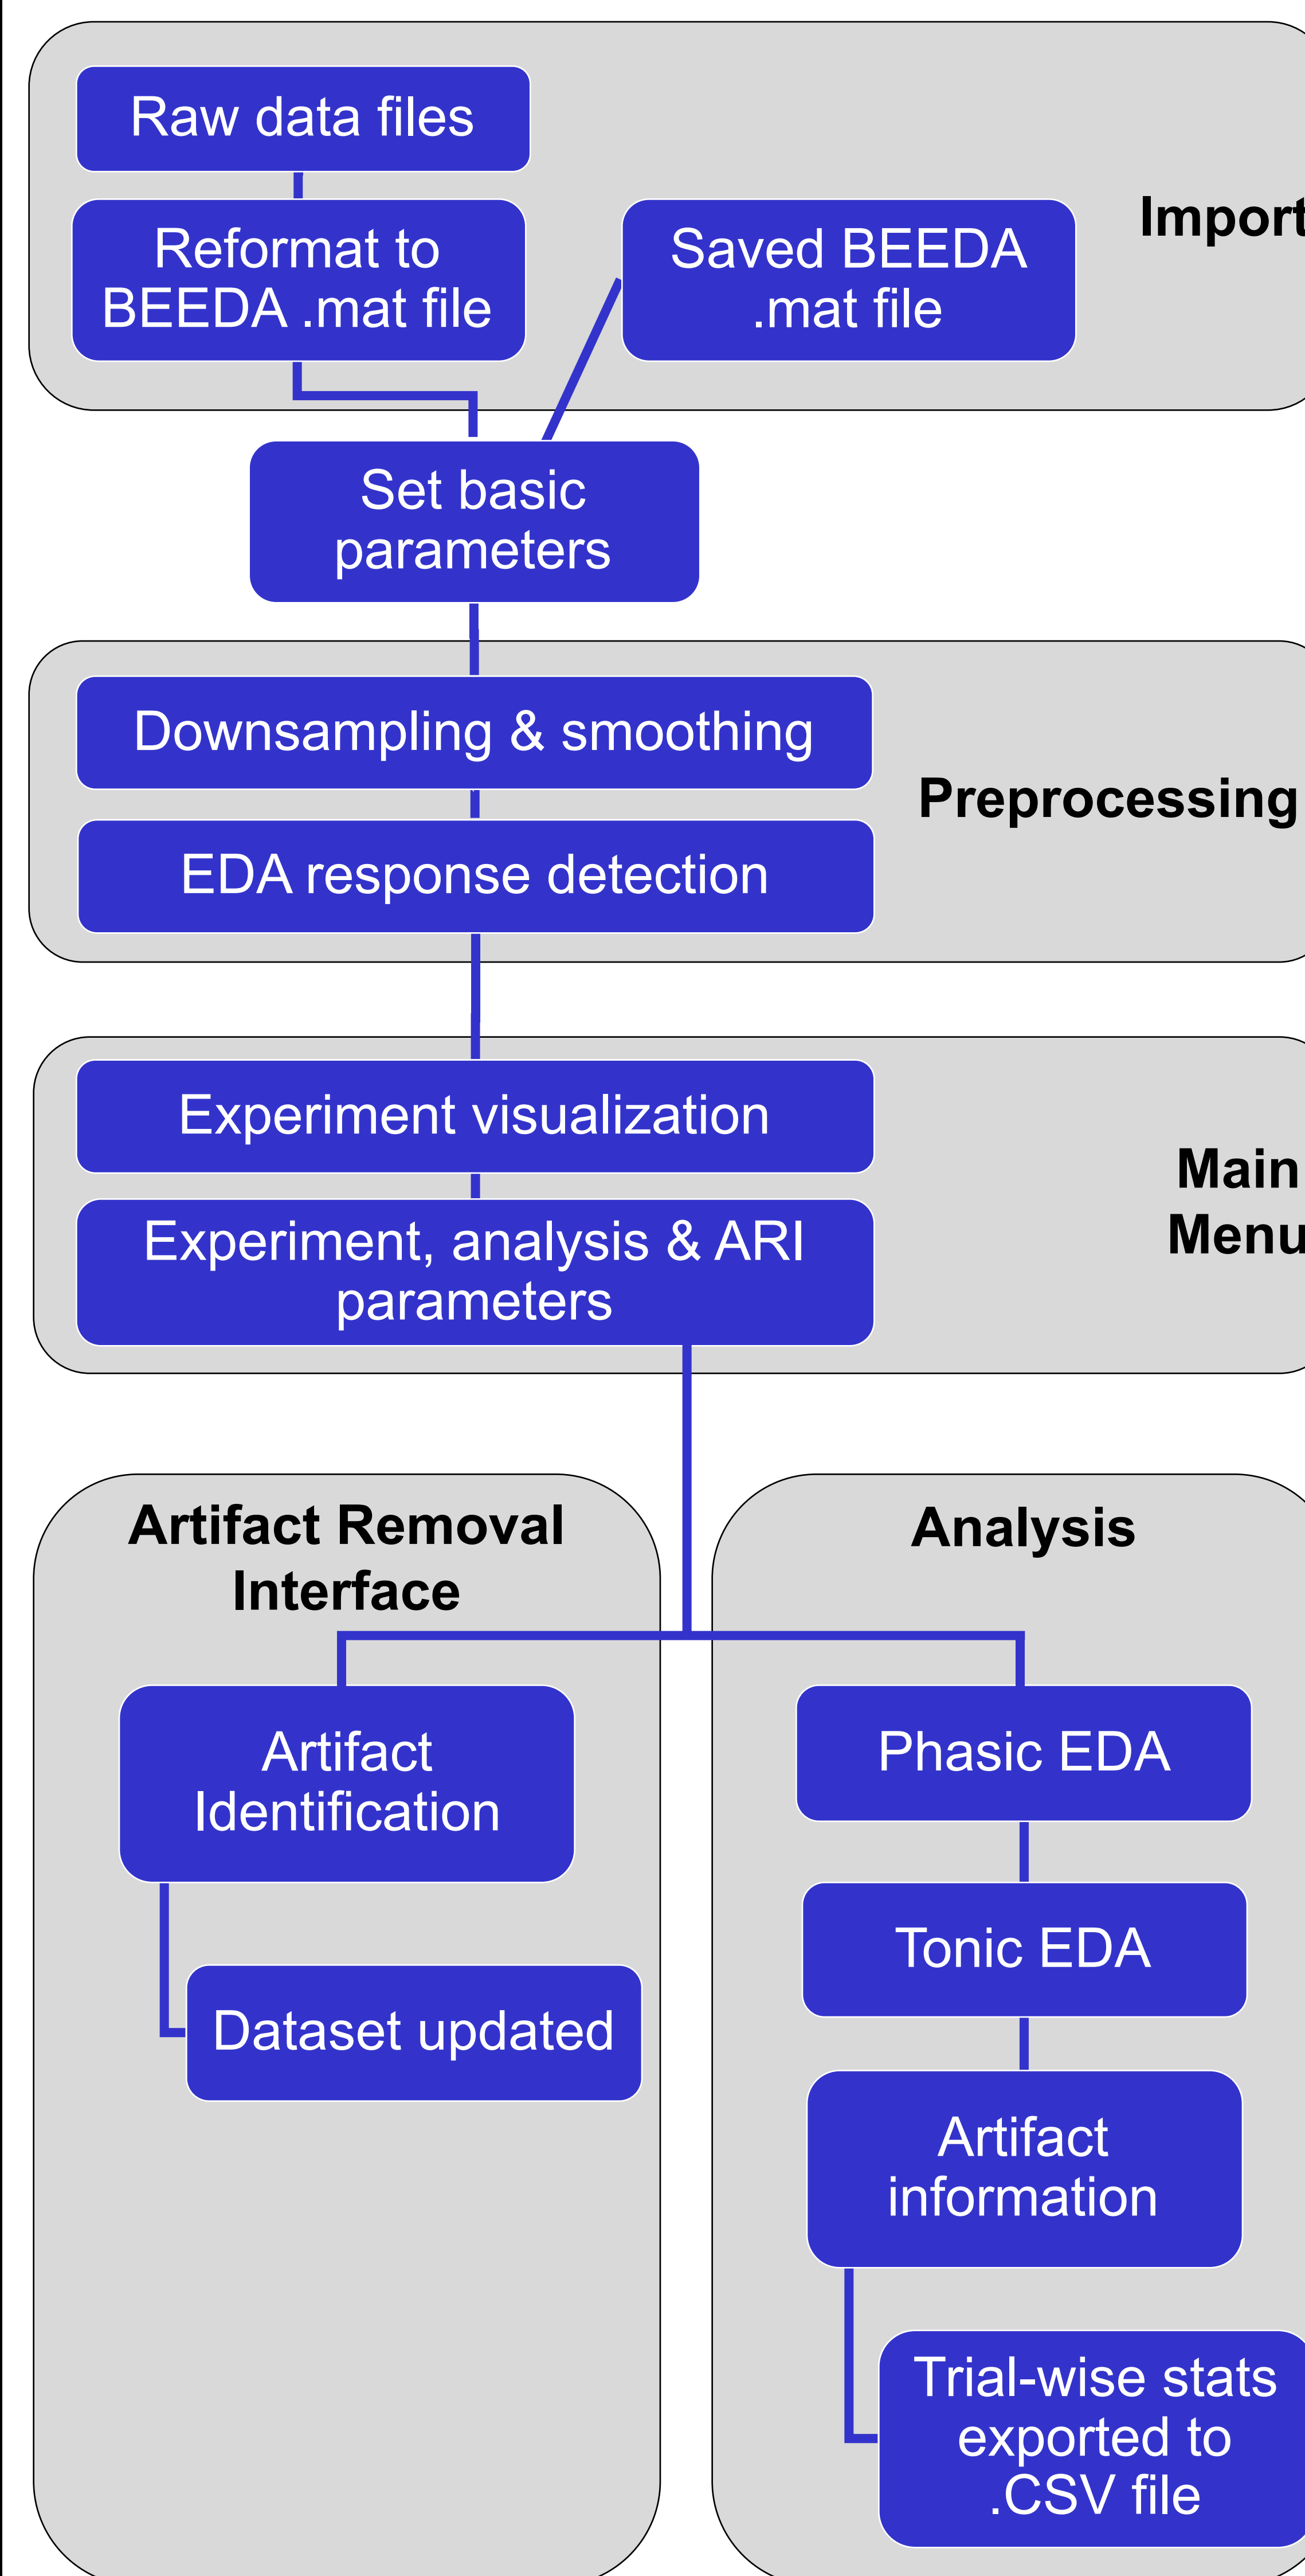 Raw data files
Reformat to
BEEDA .mat file
Saved BEEDA
.mat file
Import
Set basic
parameters
Downsampling & smoothing
EDA response detection
Preprocessing
Experiment visualization
Experiment, analysis & ARI
parameters
Main
Menu
Artifact Removal
Interface
Artifact
Identification
Dataset updated
Analysis
Phasic EDA
Tonic EDA
Artifact
information
Trial-wise stats
exported to
.CSV file